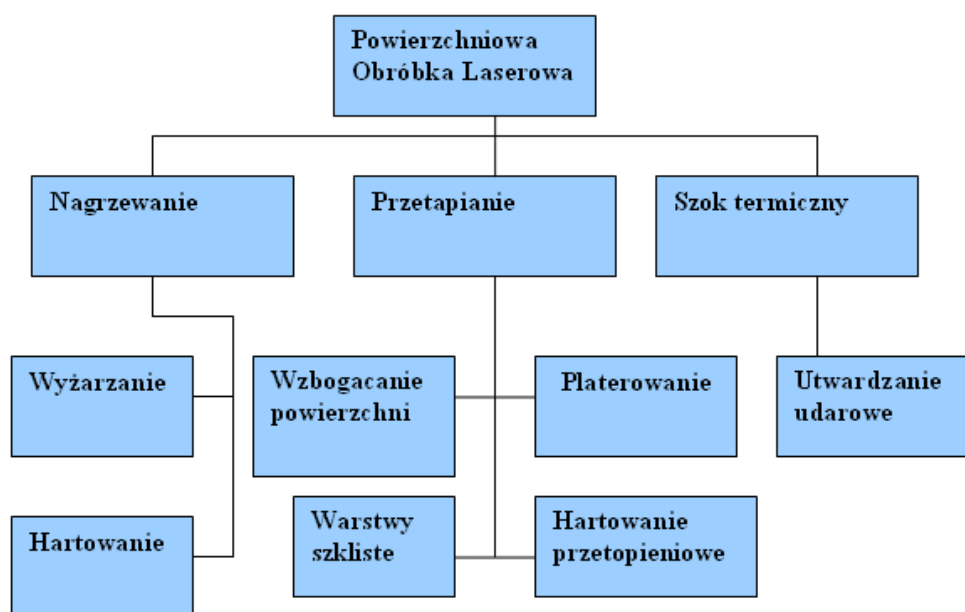 Powierzchniowa
Obróbka Laserowa
Nagrzewanie
Przetapianie
Szok termiczny
Wyżarzanie
Wzbogacanie
powierzchni
Platerowanie
Utwardzanie
udarowe
Hartowanie
Warstwy
szkliste
Hartowanie
przetopieniowe